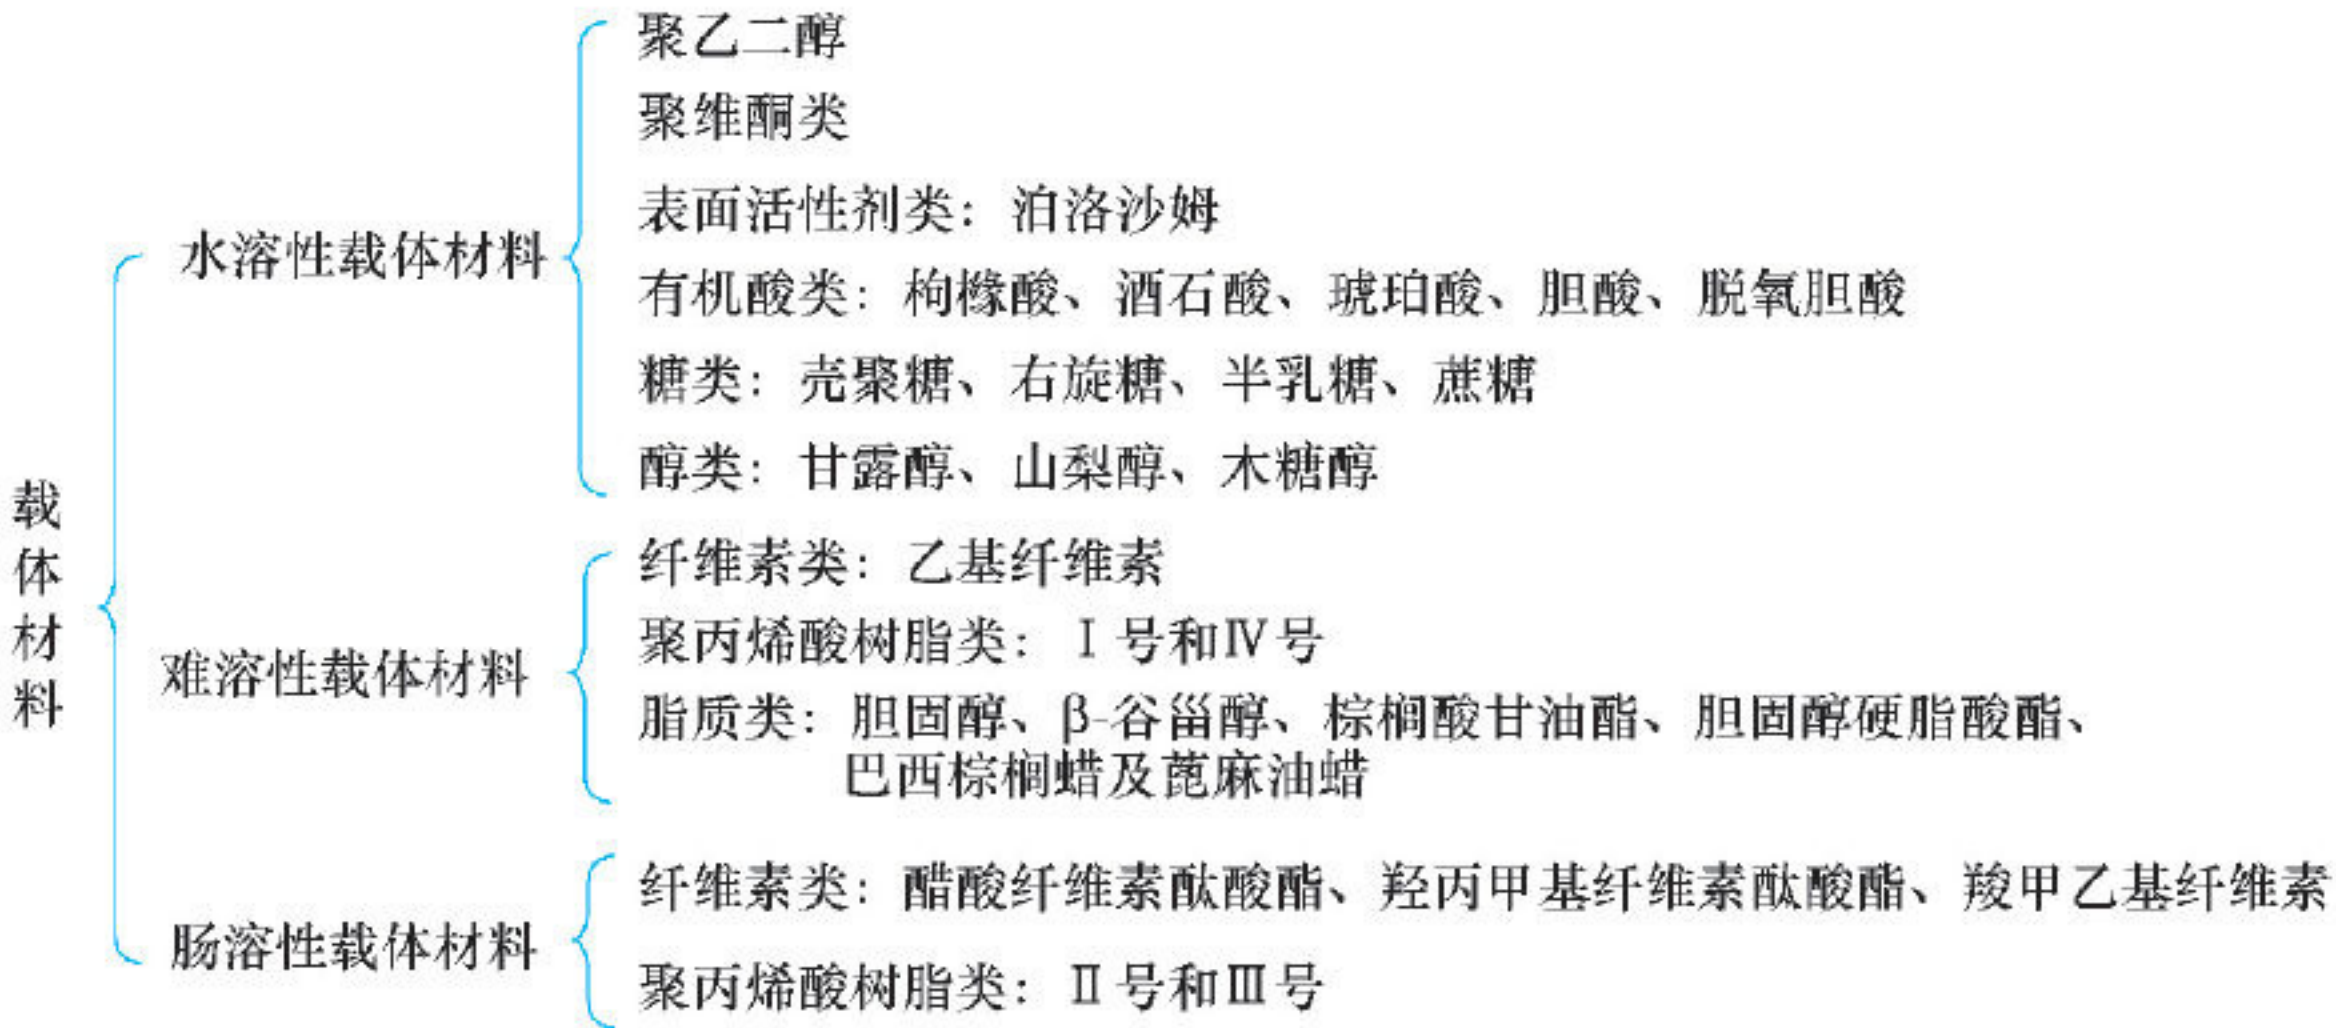 载体材料
水溶性载体材料
聚乙二醇
聚维酮类
表面活性剂类：泊洛沙姆
有机酸类：枸橼酸、酒石酸、琥珀酸、胆酸、脱氧胆酸
糖类：壳聚糖、右旋糖、半乳糖、蔗糖
醇类：甘露醇、山梨醇、木糖醇
难溶性载体材料
纤维素类：乙基纤维素
聚丙烯酸树脂类：Ⅰ号和Ⅳ号
脂质类：胆固醇、β-谷甾醇、棕榈酸甘油酯、胆固醇硬脂酸酯、
巴西棕榈蜡及蓖麻油蜡
肠溶性载体材料
纤维素类：醋酸纤维素酞酸酯、羟丙甲基纤维素酞酸酯、羧甲乙基纤维素
聚丙烯酸树脂类：Ⅱ号和Ⅲ号